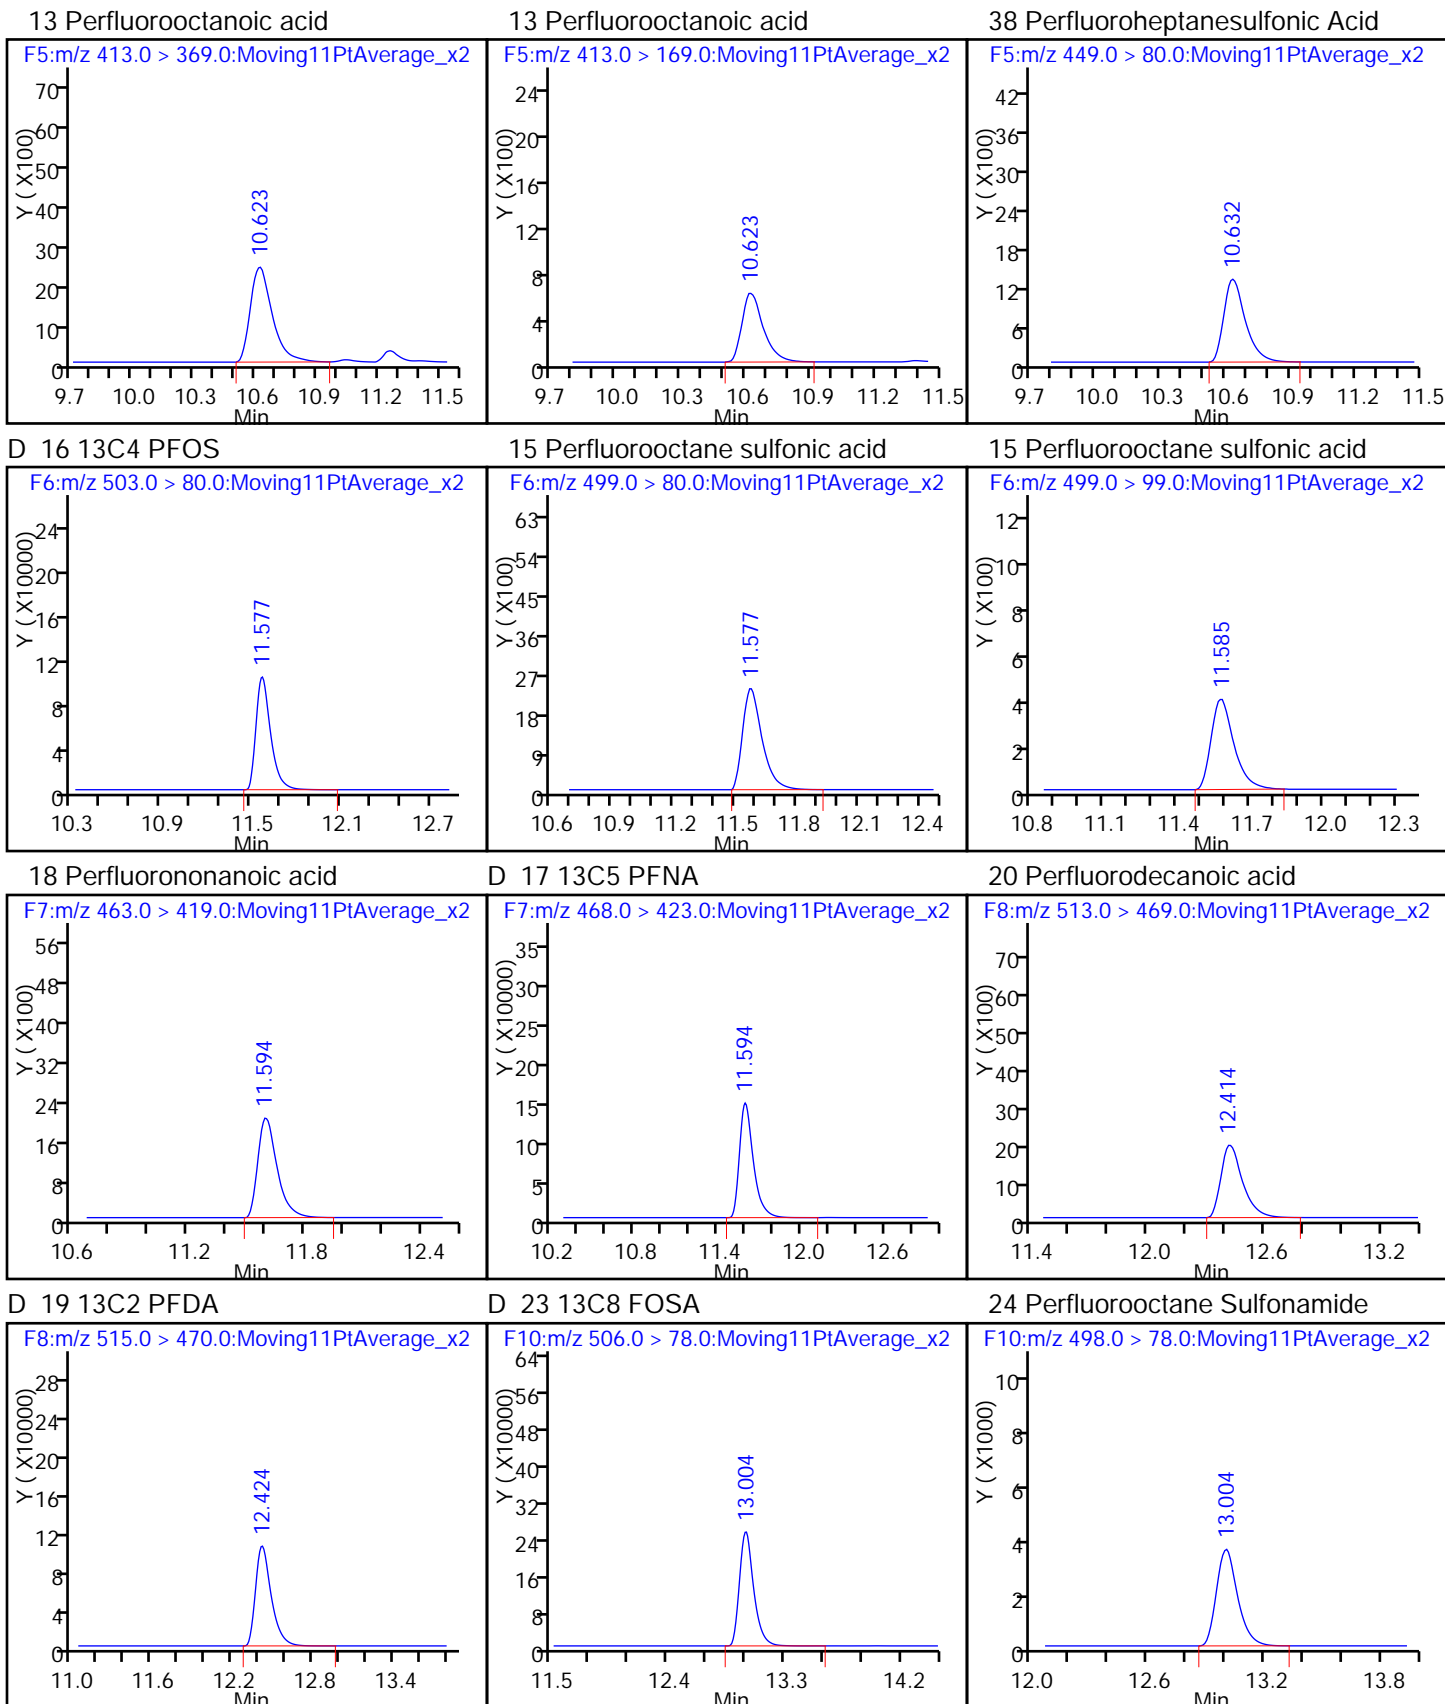 13 Perfluorooctanoic acid
F5:m/z 413.0 > 369.0:Moving11PtAverage_x2
Y ( X100)
70
60
50
40
30
20
10
0
10.623
9.7 10.0 10.3 10.6 10.9 11.2 11.5
Min
13 Perfluorooctanoic acid
F5:m/z 413.0 > 169.0:Moving11PtAverage_x2
Y ( X100)
24
20
16
12
8
4
0
10.623
9.7 10.0 10.3 10.6 10.9 11.2 11.5
Min
38 Perfluoroheptanesulfonic Acid
F5:m/z 449.0 > 80.0:Moving11PtAverage_x2
Y ( X100)
42
36
30
24
18
12
6
0
10.632
9.7 10.0 10.3 10.6 10.9 11.2 11.5
Min
D 16 13C4 PFOS
F6:m/z 503.0 > 80.0:Moving11PtAverage_x2
Y ( X10000)
24
20
16
12
8
4
0
11.577
10.3 10.9 11.5 12.1 12.7
Min
15 Perfluorooctane sulfonic acid
F6:m/z 499.0 > 80.0:Moving11PtAverage_x2
Y ( X100)
63
54
45
36
27
18
9
0
11.577
10.6 10.9 11.2 11.5 11.8 12.1 12.4
Min
15 Perfluorooctane sulfonic acid
F6:m/z 499.0 > 99.0:Moving11PtAverage_x2
Y ( X100)
12
10
8
6
4
2
0
11.585
10.8 11.1 11.4 11.7 12.0 12.3
Min
18 Perfluorononanoic acid
F7:m/z 463.0 > 419.0:Moving11PtAverage_x2
Y ( X100)
56
48
40
32
24
16
8
0
11.594
10.6 11.2 11.8 12.4
Min
D 17 13C5 PFNA
F7:m/z 468.0 > 423.0:Moving11PtAverage_x2
Y ( X10000)
35
30
25
20
15
10
5
0
11.594
10.2 10.8 11.4 12.0 12.6
Min
20 Perfluorodecanoic acid
F8:m/z 513.0 > 469.0:Moving11PtAverage_x2
Y ( X100)
70
60
50
40
30
20
10
0
12.414
11.4 12.0 12.6 13.2
Min
D 19 13C2 PFDA
F8:m/z 515.0 > 470.0:Moving11PtAverage_x2
Y ( X10000)
28
24
20
16
12
8
4
0
12.424
11.0 11.6 12.2 12.8 13.4
Min
D 23 13C8 FOSA
F10:m/z 506.0 > 78.0:Moving11PtAverage_x2
Y ( X10000)
64
56
48
40
32
24
16
8
0
13.004
11.5 12.4 13.3 14.2
Min
24 Perfluorooctane Sulfonamide
F10:m/z 498.0 > 78.0:Moving11PtAverage_x2
Y ( X1000)
10
8
6
4
2
0
13.004
12.0 12.6 13.2 13.8
Min